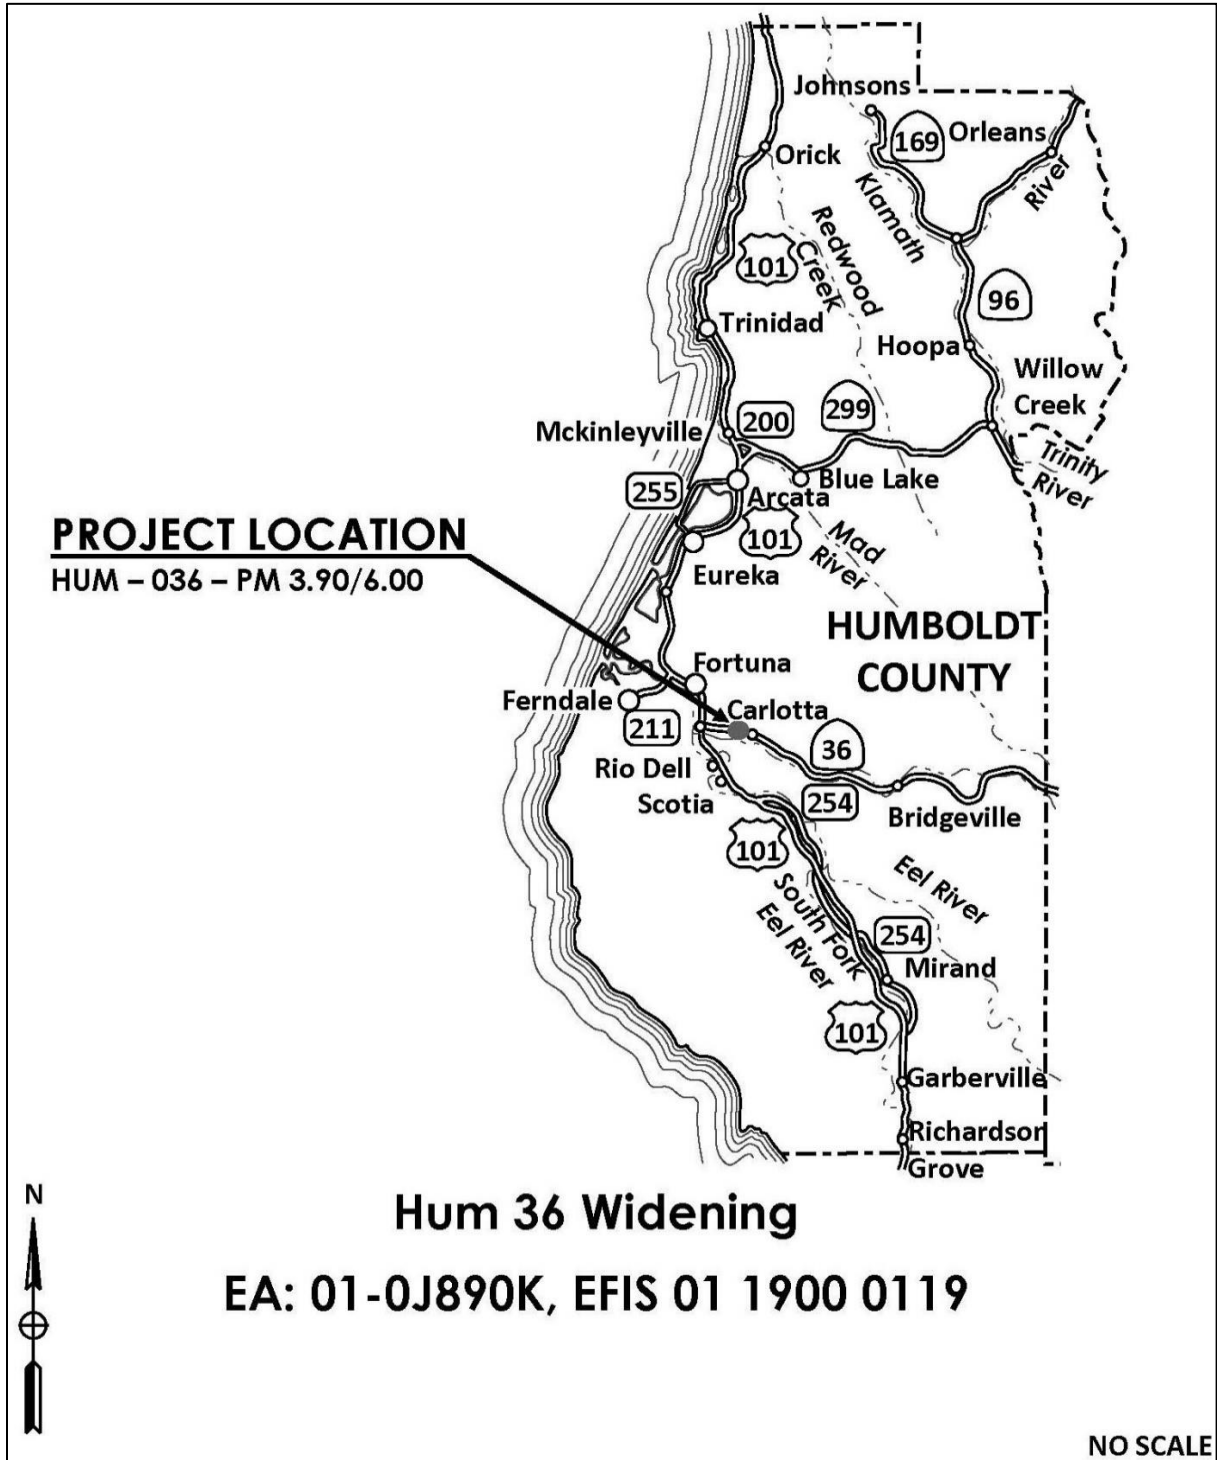 Johnsons
169
Orleans
Orick
Klamath
River
Redwood
Creek
101
96
Trinidad
Hoopa
Willow
Creek
Mckinleyville
200
299
Trinity
River
255
Arcata
Blue Lake
PROJECT LOCATION
HUM – 036 – PM 3.90/6.00
101
Mad
River
Eureka
HUMBOLDT
COUNTY
Fortuna
Ferndale
Carlotta
211
36
Rio Dell
Scotia
254
Bridgeville
101
Eel River
South Fork
Eel River
254
Mirand
101
Garberville
Richardson
Grove
N
Hum 36 Widening
EA: 01-0J890K, EFIS 01 1900 0119
NO SCALE